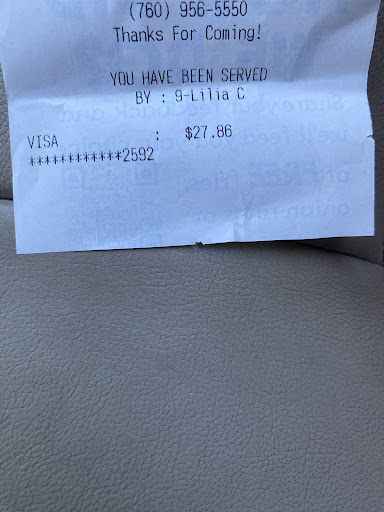 (760) 956-5550
Thanks For Coming!
YOU HAVE BEEN SERVED
BY : 9-Lilia C
VISA : $27.86
************2592